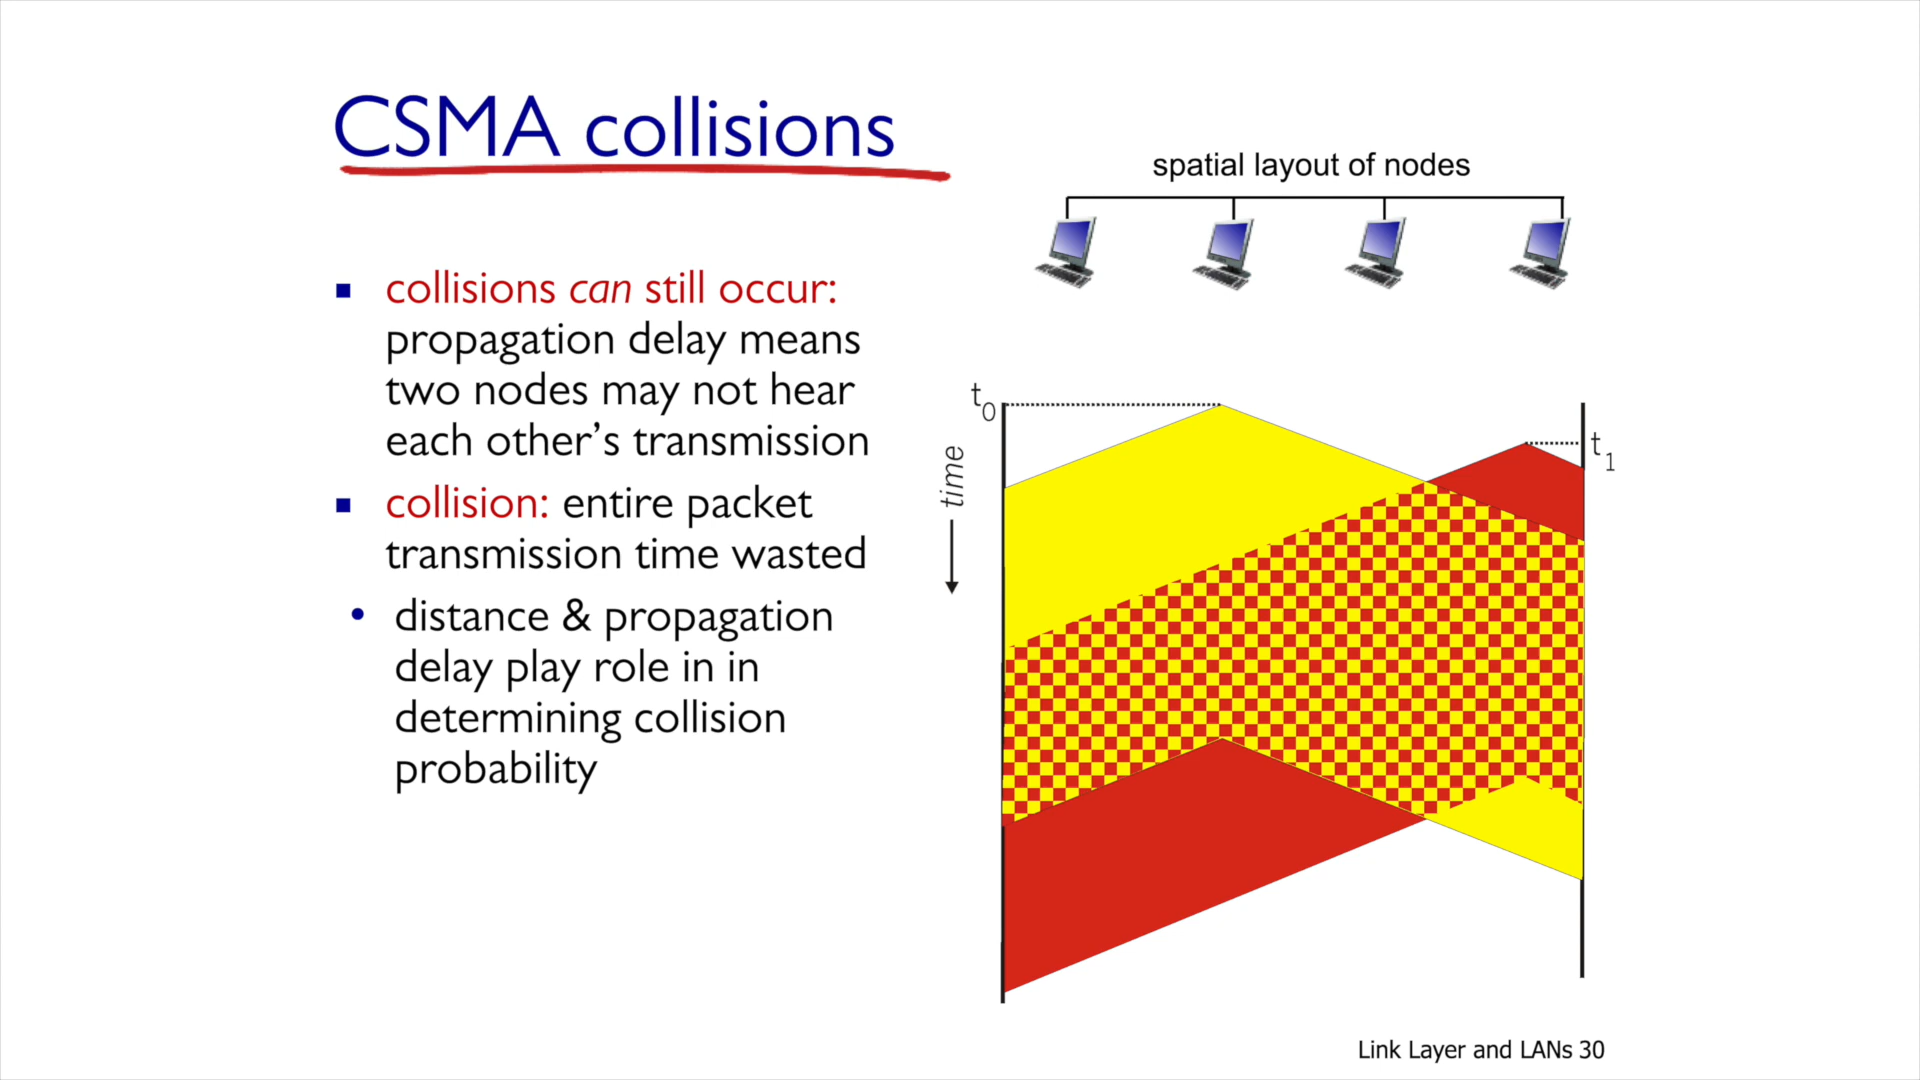 CSMA collisions
collisions can still occur:
propagation delay means
two nodes may not hear
each other’s transmission
collision: entire packet
transmission time wasted
distance & propagation
delay play role in in
determining collision
probability
spatial layout of nodes
t0
t1
time
Link Layer and LANs 30